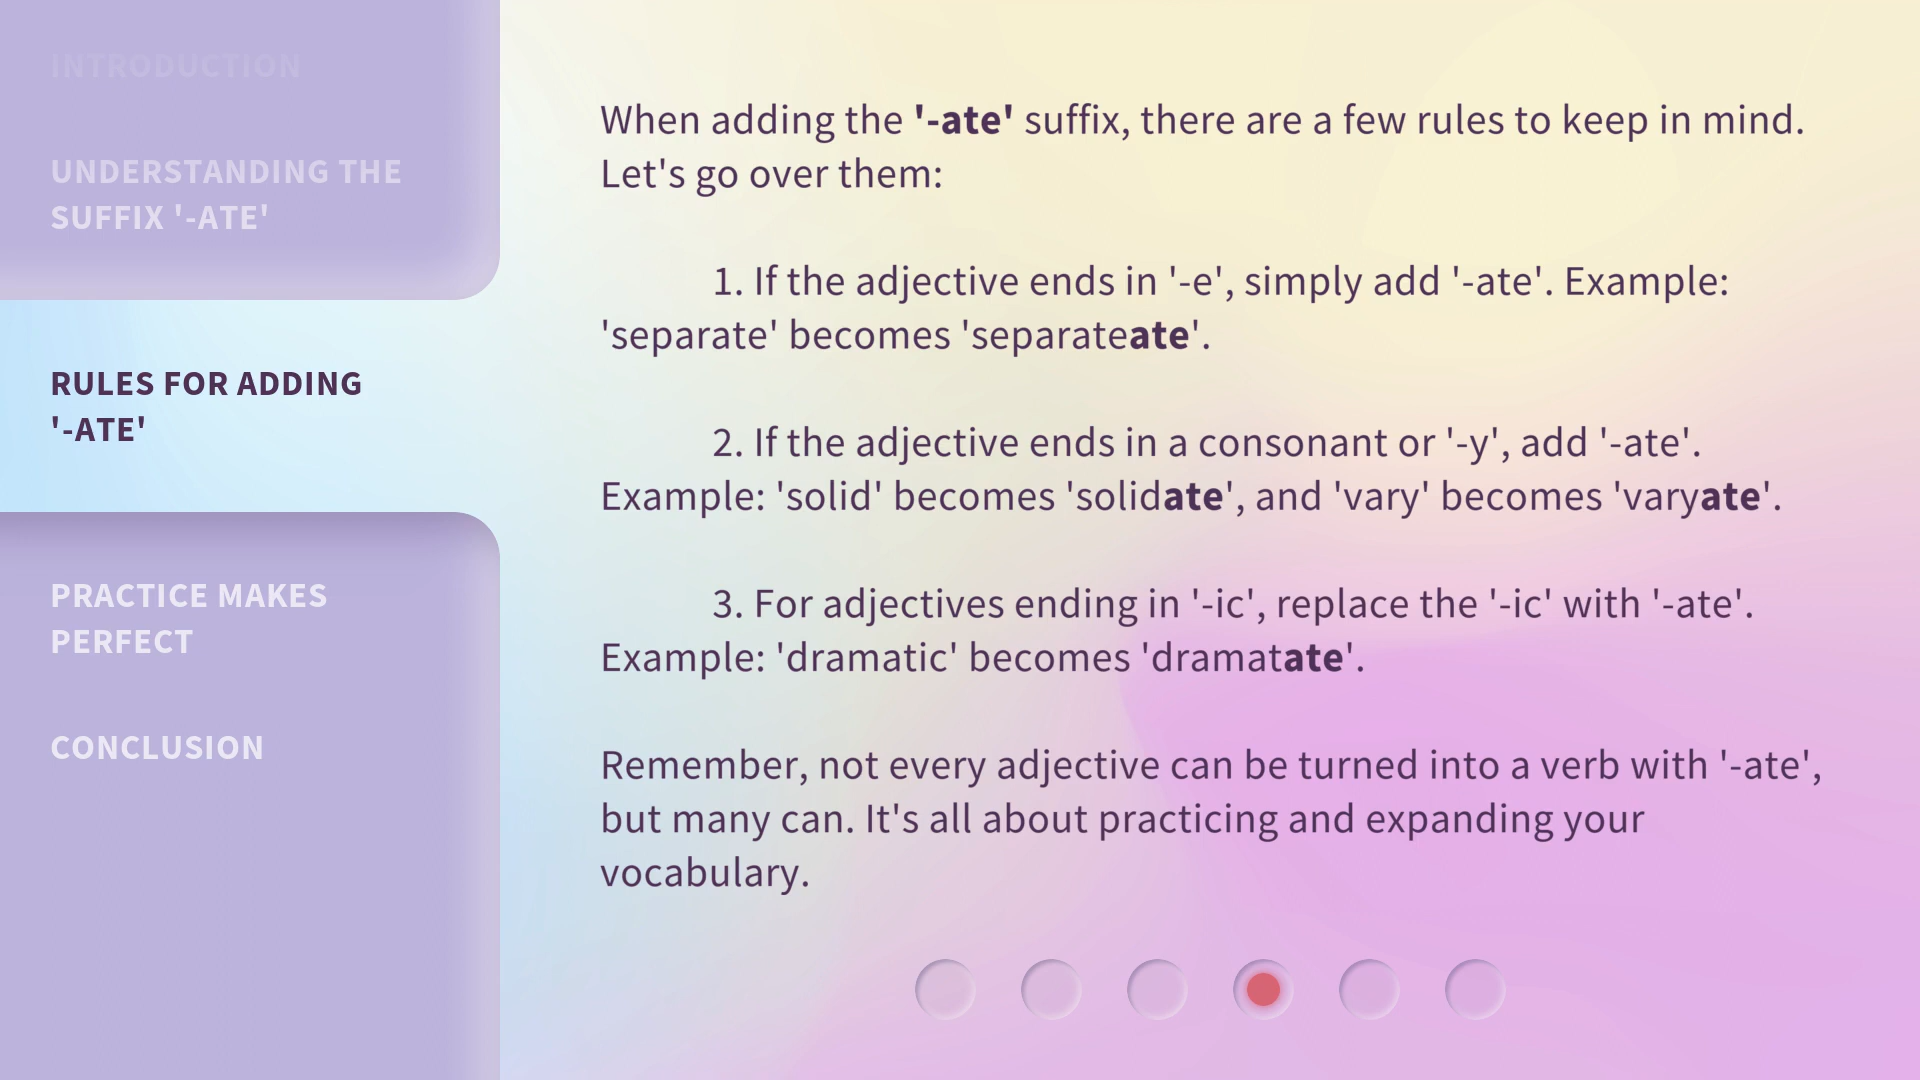 INTRODUCTION
UNDERSTANDING THE
SUFFIX '-ATE'
RULES FOR ADDING
'-ATE'
PRACTICE MAKES
PERFECT
CONCLUSION
When adding the '-ate' suffix, there are a few rules to keep in mind.
Let's go over them:
1. If the adjective ends in '-e', simply add '-ate'. Example:
'separate' becomes 'separateate'.
2. If the adjective ends in a consonant or '-y', add '-ate'.
Example: 'solid' becomes 'solidate', and 'vary' becomes 'varyate'.
3. For adjectives ending in '-ic', replace the '-ic' with '-ate'.
Example: 'dramatic' becomes 'dramatate'.
Remember, not every adjective can be turned into a verb with '-ate',
but many can. It's all about practicing and expanding your
vocabulary.